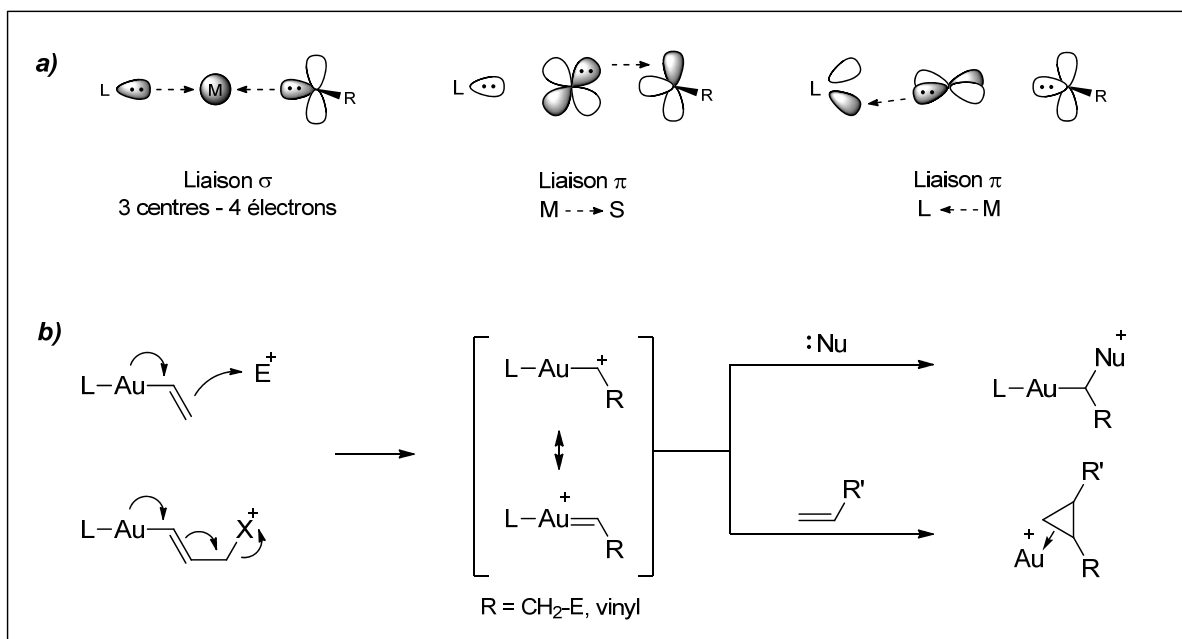 a)
L M R
L R
L R
Liaison σ
3 centres - 4 électrons
Liaison π
M S
Liaison π
L M
b)
L Au E+
L Au X+
L Au + R
L Au+ R
R = CH2-E, vinyl
:Nu
R'
L Au Nu+ R
R'
Au+ R